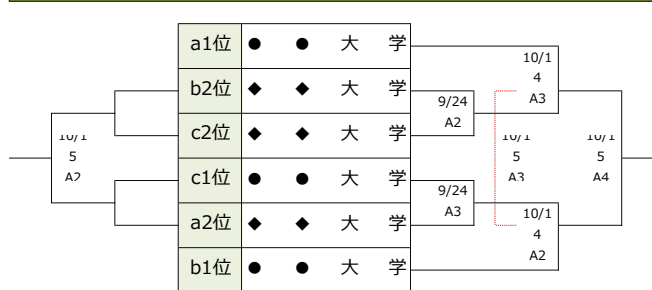 a1位 ● ● 大 学
b2位 ◆ ◆ 大 学
c2位 ◆ ◆ 大 学
c1位 ● ● 大 学
a2位 ◆ ◆ 大 学
b1位 ● ● 大 学
10/1
5
A2
9/24
A2
9/24
A3
10/1
4
A3
10/1
5
A3
10/1
4
A2
10/1
5
A4